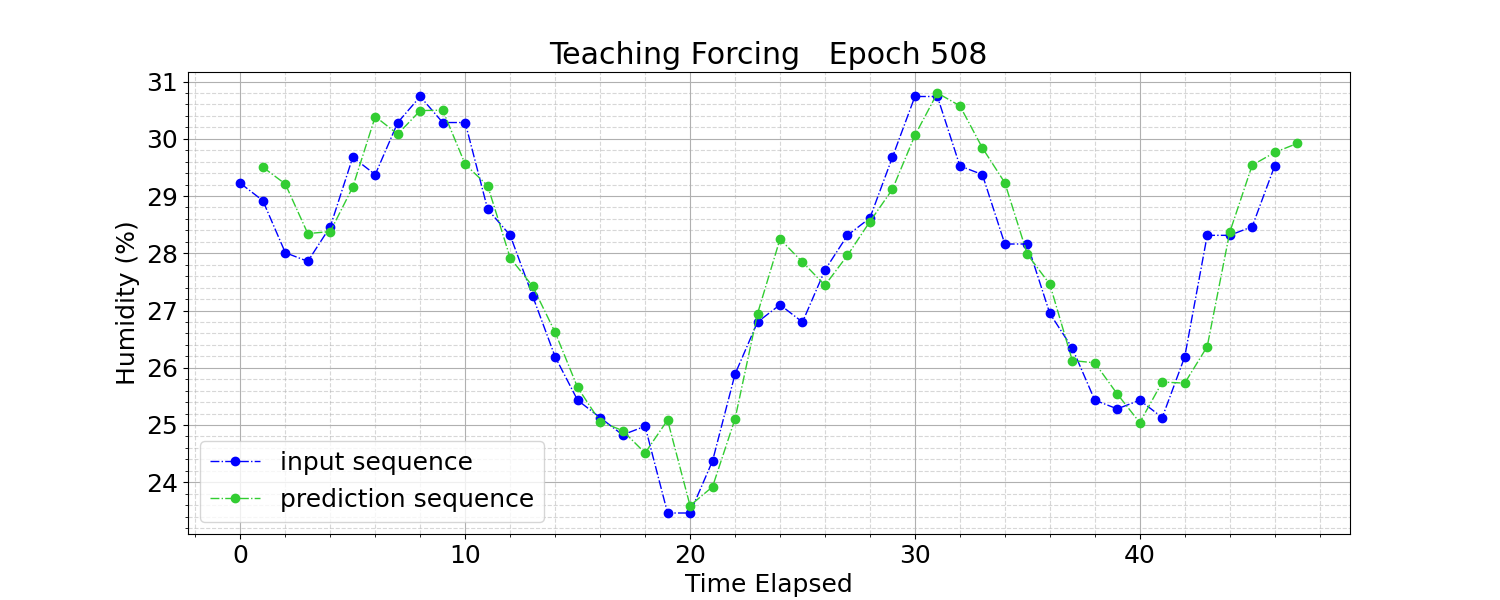 Teaching Forcing   Epoch 508
31
30
29
28
27
26
25
24
Humidity (%)
input sequence
prediction sequence
0 10 20 30 40
Time Elapsed